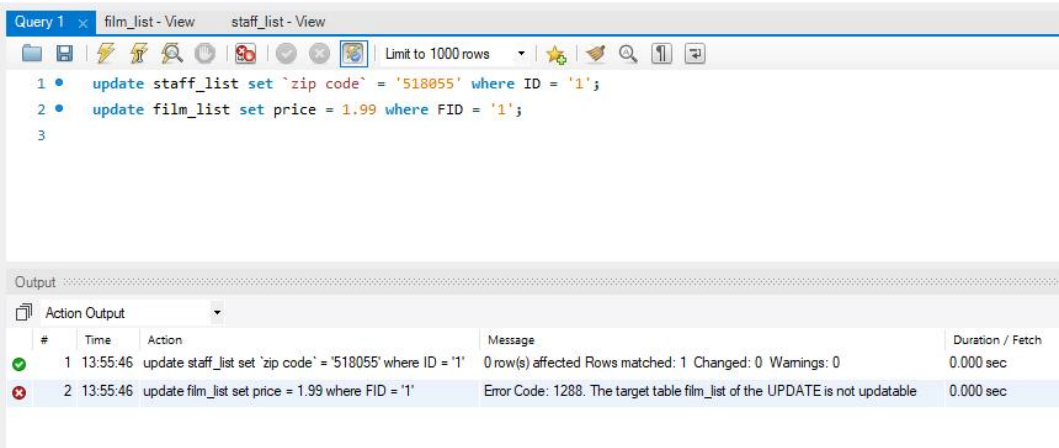 Query 1 × film_list - View staff_list - View
Limit to 1000 rows
1 update staff_list set `zip code` = '518055' where ID = '1';
2 update film_list set price = 1.99 where FID = '1';
3
Output
Action Output
# Time Action Message Duration / Fetch
1 13:55:46 update staff_list set `zip code` = '518055' where ID = '1' 0 row(s) affected Rows matched: 1 Changed: 0 Warnings: 0 0.000 sec
2 13:55:46 update film_list set price = 1.99 where FID = '1' Error Code: 1288. The target table film_list of the UPDATE is not updatable 0.000 sec